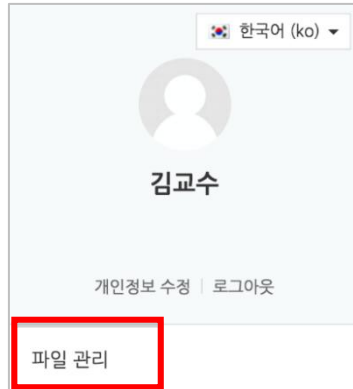 한국어 (ko)
김교수
개인정보 수정 | 로그아웃
파일 관리